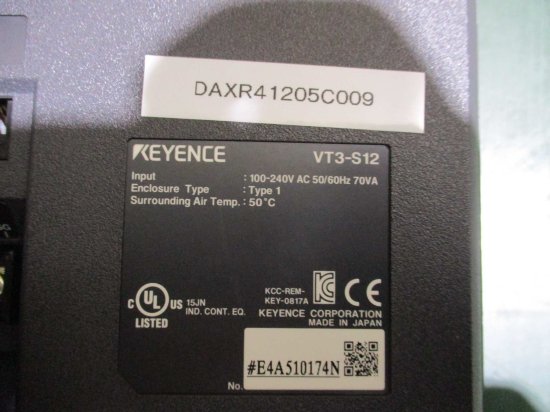 DAXR41205C009
KEYENCE VT3-S12
Input : 100-240V AC 50/60Hz 70VA
Enclosure Type : Type 1
Surrounding Air Temp. : 50°C
C UL US LISTED
15JN
IND. CONT. EQ.
KCC-REM-
KEY-0817A
CE
KEYENCE CORPORATION
MADE IN JAPAN
No. #E4A510174N